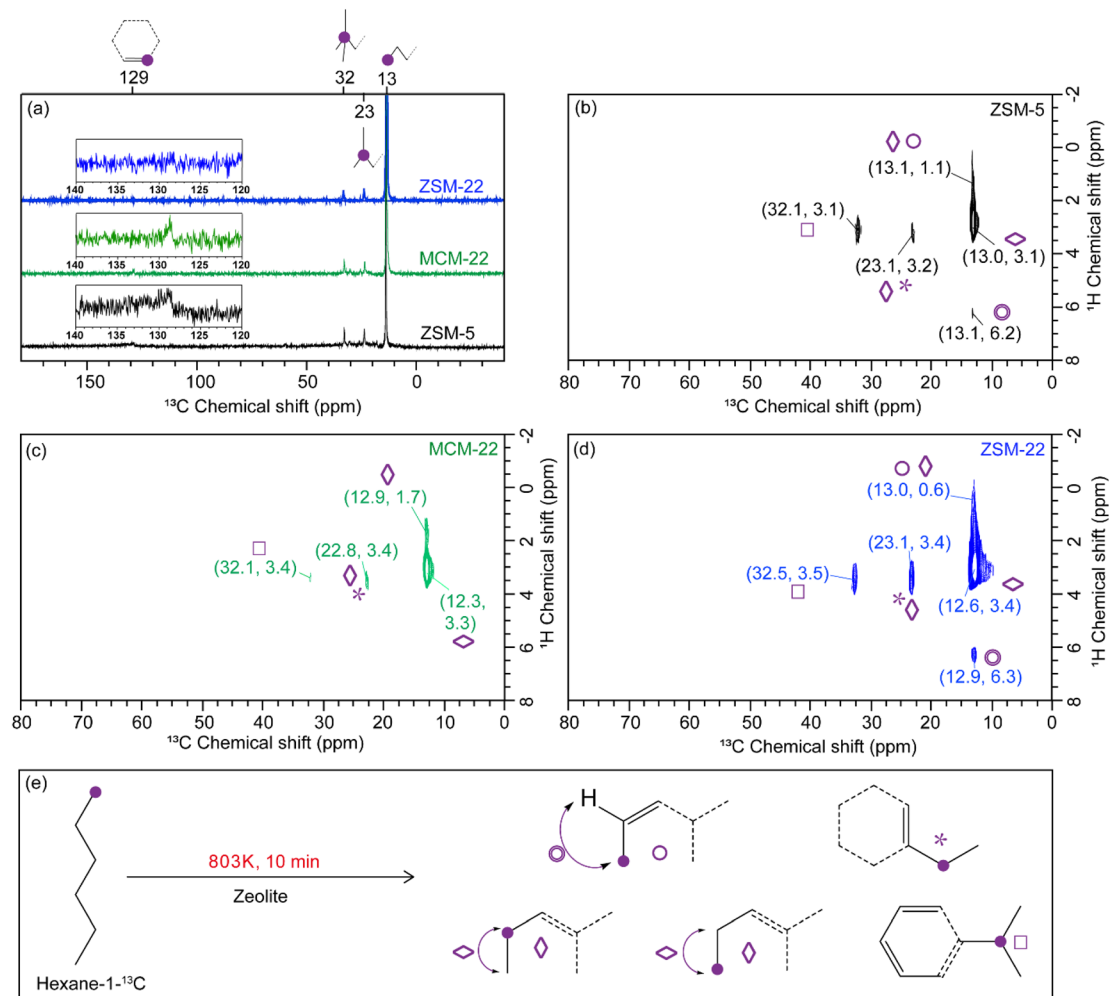 129
32
13
23
(a)
140 135 130 125 120
ZSM-22
140 135 130 125 120
MCM-22
140 135 130 125 120
ZSM-5
150 100 50 0
¹³C Chemical shift (ppm)
(b)
ZSM-5
(13.1, 1.1)
(32.1, 3.1)
(23.1, 3.2)
(13.0, 3.1)
*
(13.1, 6.2)
-2
0
2
4
6
8
¹H Chemical shift (ppm)
80 70 60 50 40 30 20 10 0
¹³C Chemical shift (ppm)
(c)
MCM-22
(12.9, 1.7)
(22.8, 3.4)
(32.1, 3.4)
*
(12.3,
3.3)
-2
0
2
4
6
8
¹H Chemical shift (ppm)
80 70 60 50 40 30 20 10 0
¹³C Chemical shift (ppm)
(d)
ZSM-22
(13.0, 0.6)
(23.1, 3.4)
(32.5, 3.5)
*
(12.6, 3.4)
(12.9, 6.3)
-2
0
2
4
6
8
¹H Chemical shift (ppm)
80 70 60 50 40 30 20 10 0
¹³C Chemical shift (ppm)
(e)
Hexane-1-¹³C
803K, 10 min
Zeolite
H
*